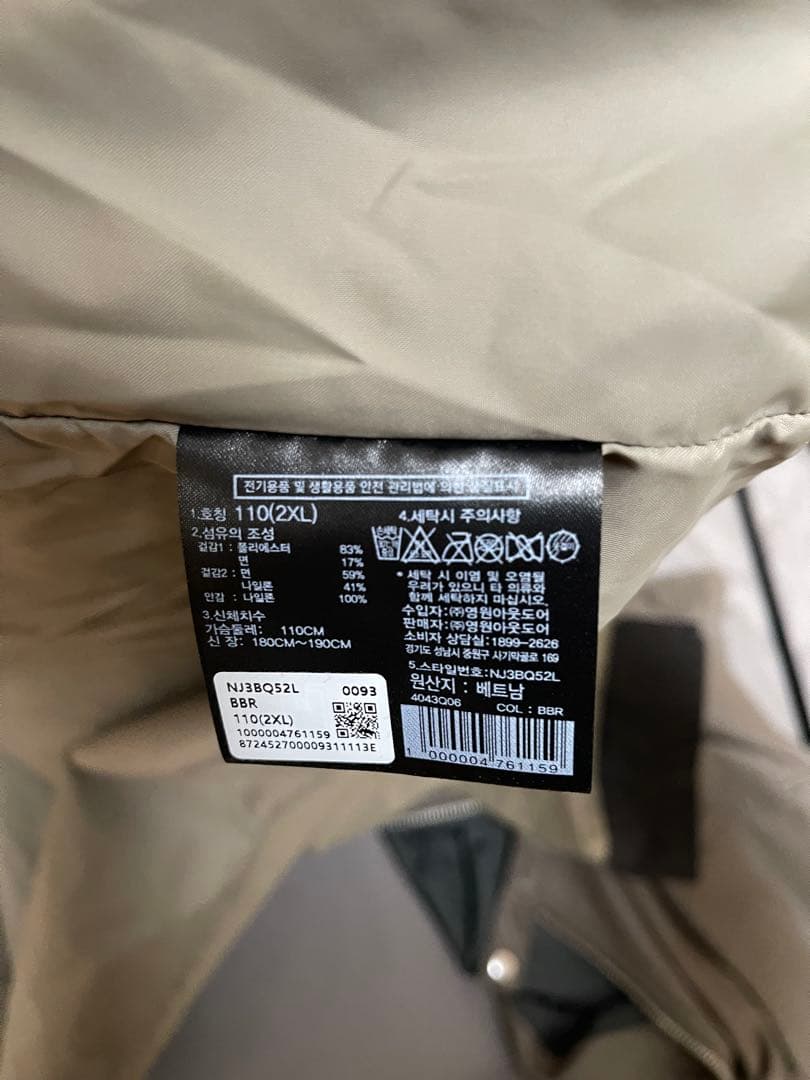 전기용품 및 생활용품 안전 관리법에 의한 품질표시
1.호칭 110(2XL)
2.섬유의 조성
겉감1 : 폴리에스터 83%
면 17%
겉감2 : 면 59%
나일론 41%
안감 : 나일론 100%
3.신체치수
가슴둘레: 110CM
신 장: 180CM~190CM
4.세탁시 주의사항
* 세탁 시 이염 및 오염될
우려가 있으니 타 의류와
함께 세탁하지 마십시오.
수입자: (주)영원아웃도어
판매자: (주)영원아웃도어
소비자 상담실:1899-2626
경기도 성남시 중원구 사기막골로 169
5.스타일번호:NJ3BQ52L
원산지 : 베트남
4043Q06 COL : BBR
1000004761159
NJ3BQ52L 0093
BBR
110(2XL)
1000004761159
872452700009311113E